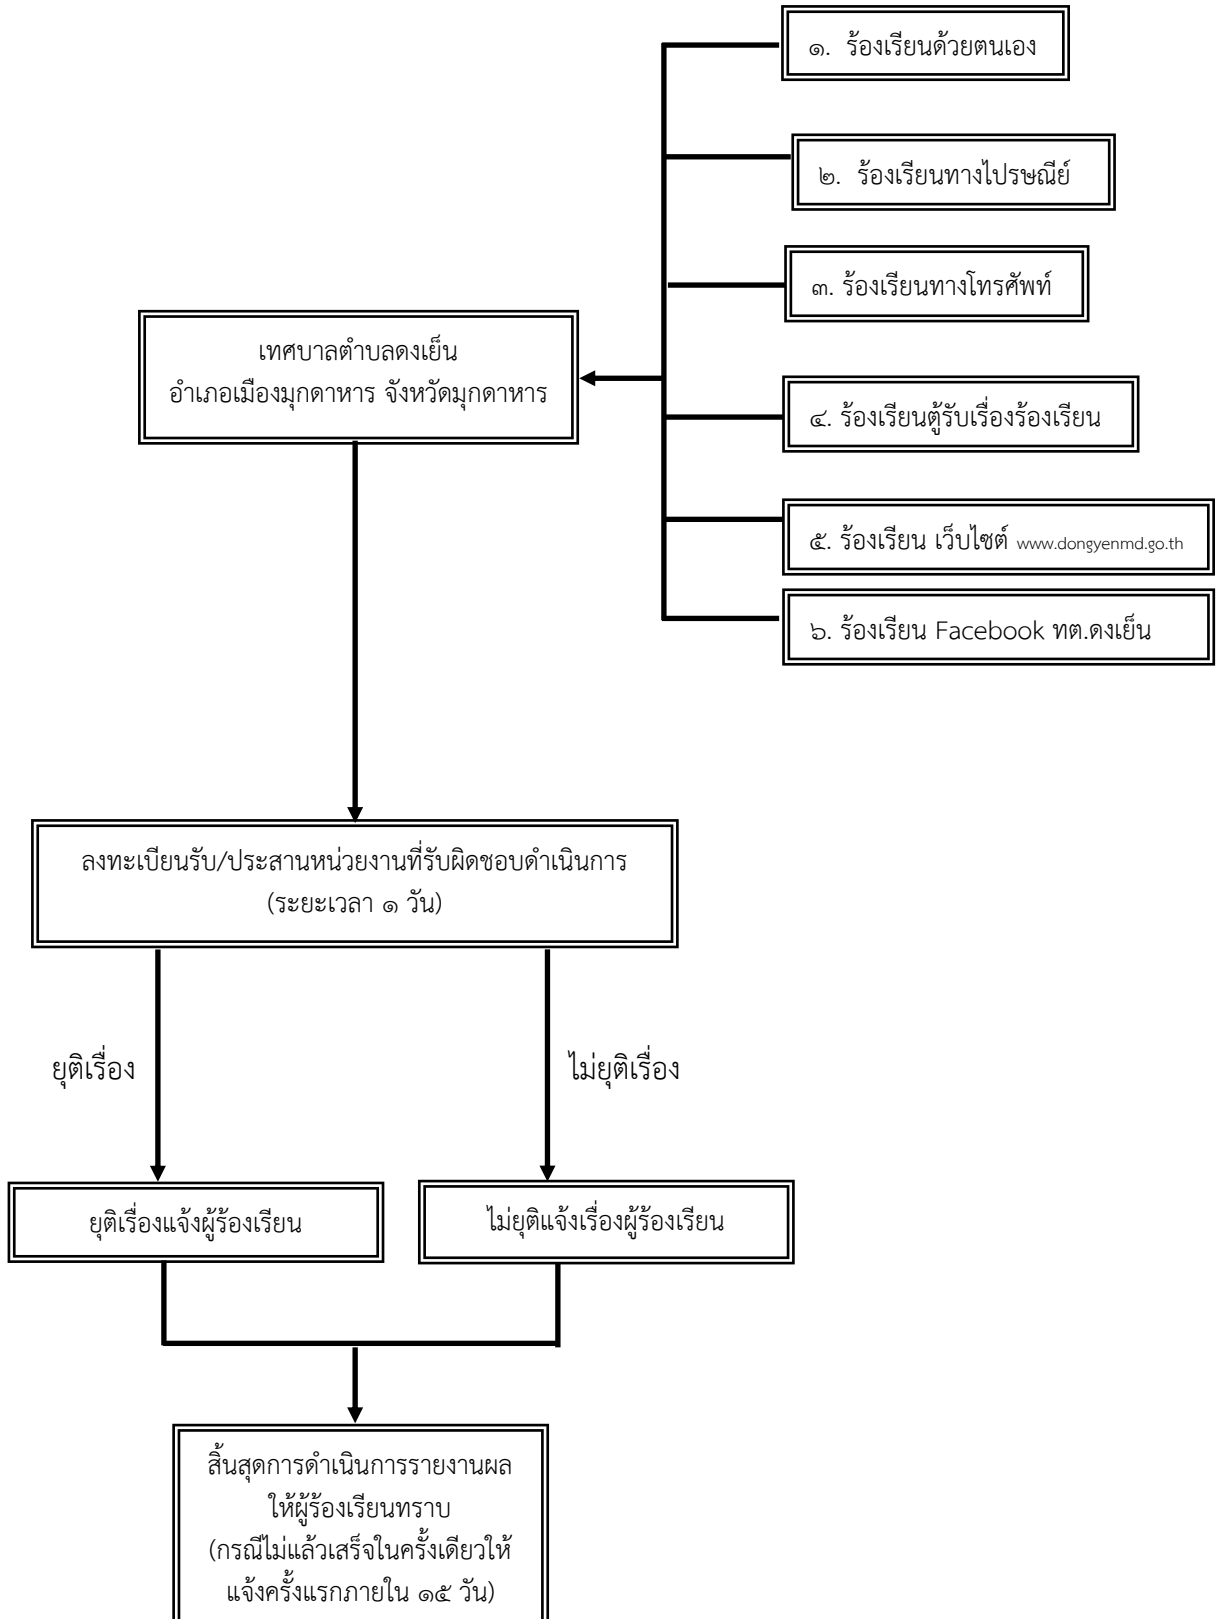 ๑. ร้องเรียนด้วยตนเอง
๒. ร้องเรียนทางไปรษณีย์
๓. ร้องเรียนทางโทรศัพท์
เทศบาลตำบลดงเย็น
อำเภอเมืองมุกดาหาร จังหวัดมุกดาหาร
๔. ร้องเรียนตู้รับเรื่องร้องเรียน
๕. ร้องเรียน เว็บไซต์ www.dongyenmd.go.th
๖. ร้องเรียน Facebook ทต.ดงเย็น
ลงทะเบียนรับ/ประสานหน่วยงานที่รับผิดชอบดำเนินการ
(ระยะเวลา ๑ วัน)
ยุติเรื่อง
ไม่ยุติเรื่อง
ยุติเรื่องแจ้งผู้ร้องเรียน
ไม่ยุติแจ้งเรื่องผู้ร้องเรียน
สิ้นสุดการดำเนินการรายงานผล
ให้ผู้ร้องเรียนทราบ
(กรณีไม่แล้วเสร็จในครั้งเดียวให้
แจ้งครั้งแรกภายใน ๑๕ วัน)